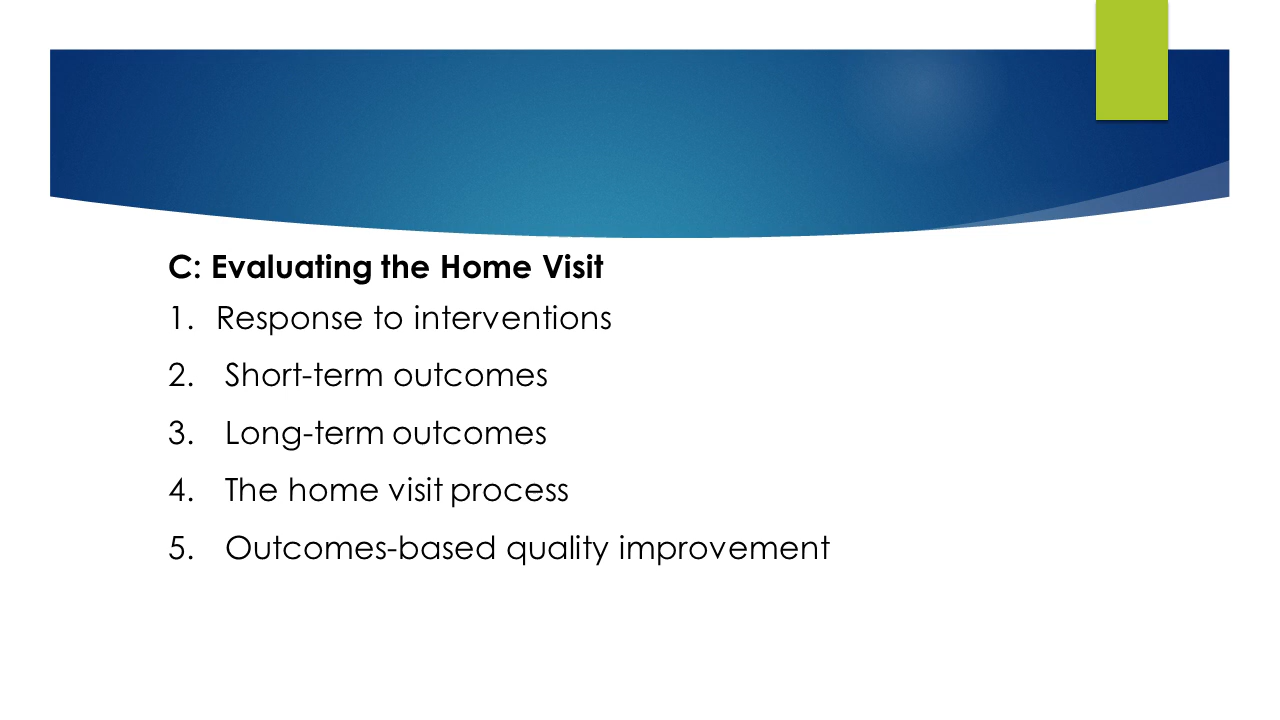 C: Evaluating the Home Visit
1. Response to interventions
2. Short-term outcomes
3. Long-term outcomes
4. The home visit process
5. Outcomes-based quality improvement